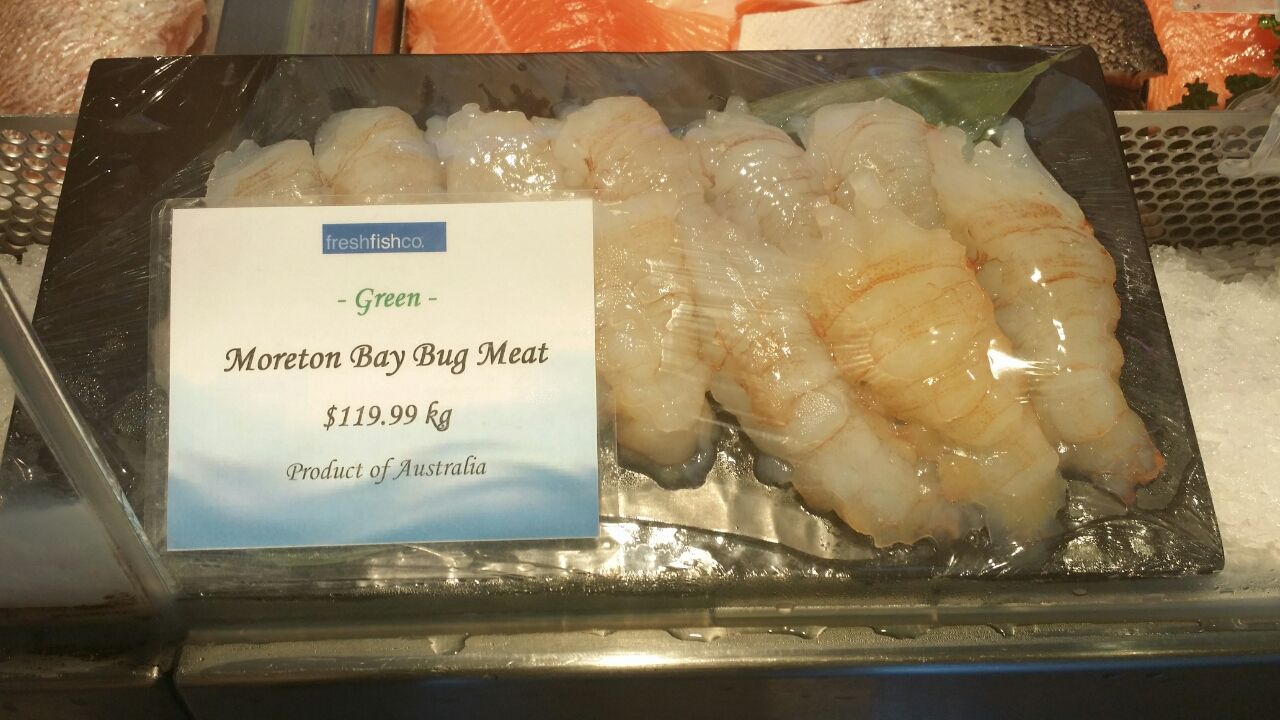 freshfishco.
- Green -
Moreton Bay Bug Meat
$119.99 kg
Product of Australia